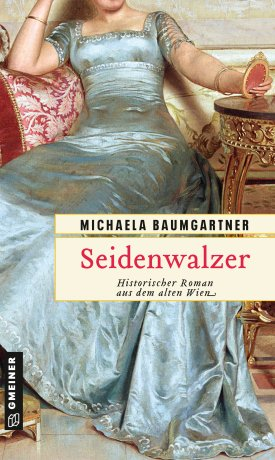 MICHAELA BAUMGARTNER
Seidenwalzer
Historischer Roman
aus dem alten Wien
GMEINER